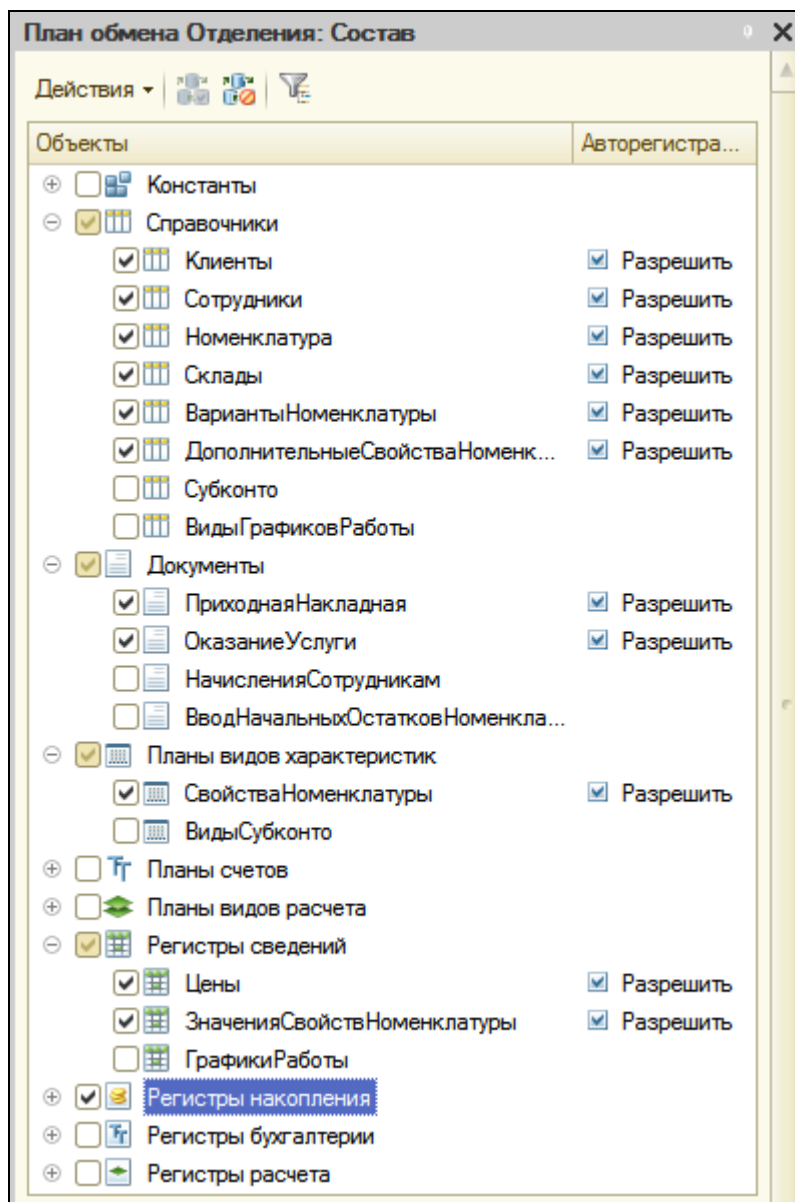 План обмена Отделения: Состав
Действия
Объекты Авторегистра...
Константы
Справочники
Клиенты Разрешить
Сотрудники Разрешить
Номенклатура Разрешить
Склады Разрешить
ВариантыНоменклатуры Разрешить
ДополнительныеСвойстваНоменк... Разрешить
Субконто
ВидыГрафиковРаботы
Документы
ПриходнаяНакладная Разрешить
ОказаниеУслуги Разрешить
НачисленияСотрудникам
ВводНачальныхОстатковНоменкла...
Планы видов характеристик
СвойстваНоменклатуры Разрешить
ВидыСубконто
Планы счетов
Планы видов расчета
Регистры сведений
Цены Разрешить
ЗначенияСвойствНоменклатуры Разрешить
ГрафикиРаботы
Регистры накопления
Регистры бухгалтерии
Регистры расчета